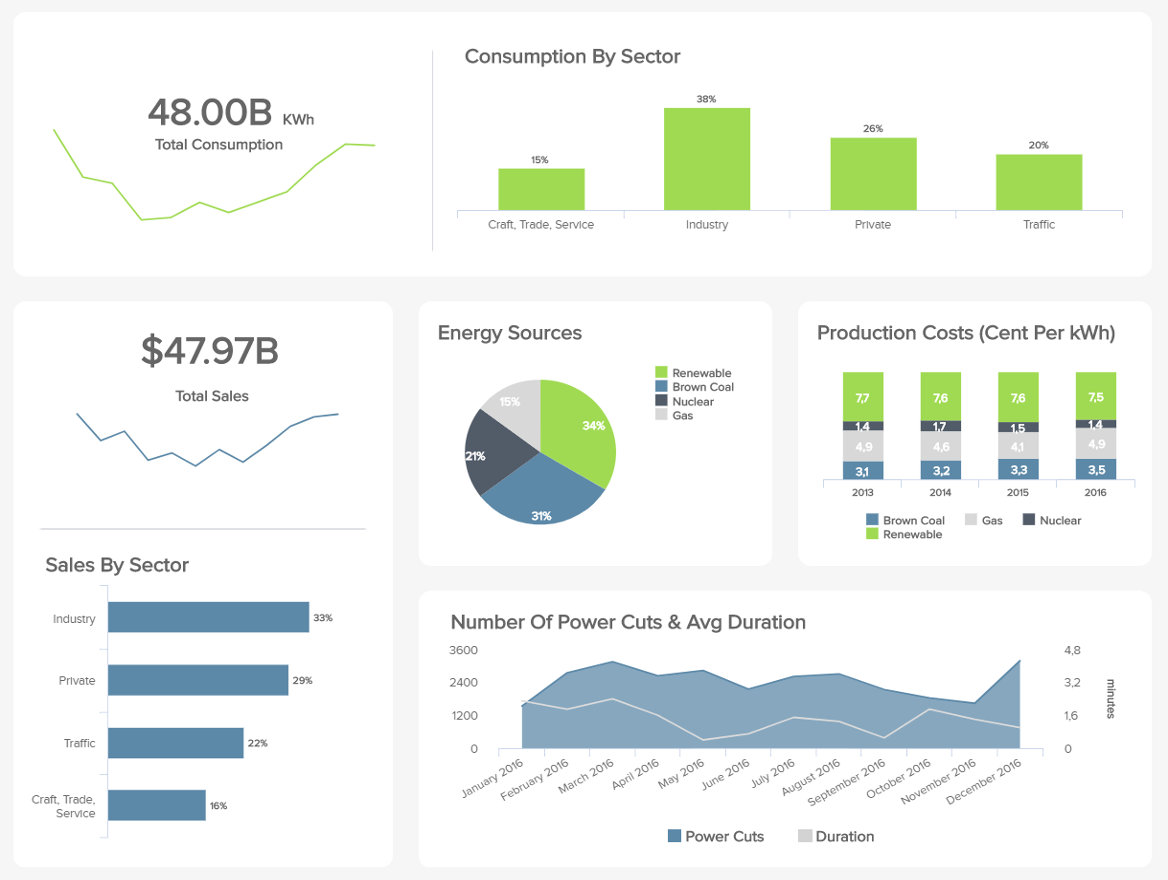 48.00B KWh
Total Consumption
Consumption By Sector
15%
38%
26%
20%
Craft, Trade, Service
Industry
Private
Traffic
$47.97B
Total Sales
Sales By Sector
Industry
33%
Private
29%
Traffic
22%
Craft, Trade,
Service
16%
Energy Sources
Renewable
Brown Coal
Nuclear
Gas
15%
34%
21%
31%
Production Costs (Cent Per kWh)
7,7
7,6
7,6
7,5
1,4
1,7
1,5
1,4
4,9
4,6
4,1
4,9
3,1
3,2
3,3
3,5
2013
2014
2015
2016
Brown Coal
Gas
Nuclear
Renewable
Number Of Power Cuts & Avg Duration
3600
2400
1200
0
4,8
3,2
1,6
0
minutes
January 2016
February 2016
March 2016
April 2016
May 2016
June 2016
July 2016
August 2016
September 2016
October 2016
November 2016
December 2016
Power Cuts
Duration